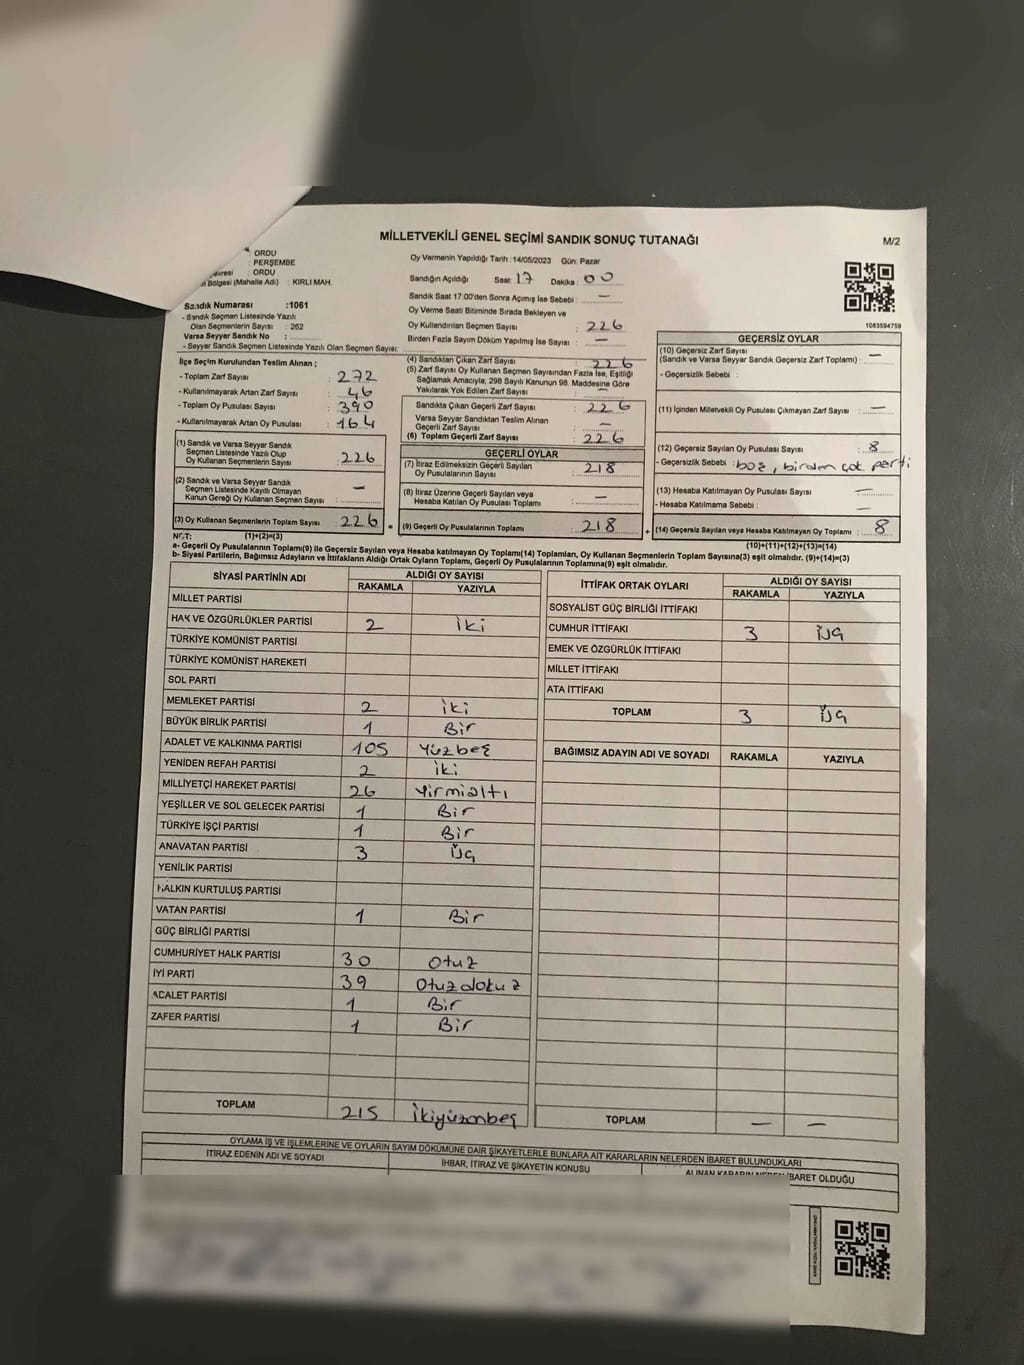 MİLLETVEKİLİ GENEL SEÇİMİ SANDIK SONUÇ TUTANAĞI
M/2
: ORDU
: PERŞEMBE
: ORDU
Bölgesi (Mahalle Adı) : KIRLI MAH.
Sandık Numarası :1061
- Sandık Seçmen Listesinde Yazılı
Olan Seçmenlerin Sayısı : 262
Varsa Seyyar Sandık No :
- Seyyar Sandık Seçmen Listesinde Yazılı Olan Seçmen Sayısı:
Oy Vermenin Yapıldığı Tarih :14/05/2023 Gün: Pazar
Sandığın Açıldığı Saat: 17 Dakika: 00
Sandık Saat 17:00'den Sonra Açımış İse Sebebi : —
Oy Verme Saati Bitiminde Sırada Bekleyen ve
Oy Kullandırılan Seçmen Sayısı : 226
Birden Fazla Sayım Döküm Yapılmış İse Sayısı : —
1083594759
İlçe Seçim Kurulundan Teslim Alınan ;
- Toplam Zarf Sayısı : 272
- Kullanılmayarak Artan Zarf Sayısı : 46
- Toplam Oy Pusulası Sayısı : 390
- Kullanılmayarak Artan Oy Pusulası : 164
(1) Sandık ve Varsa Seyyar Sandık
Seçmen Listesinde Yazılı Olup
Oy Kullanan Seçmenlerin Sayısı : 226
(2) Sandık ve Varsa Seyyar Sandık
Seçmen Listesinde Kayıtlı Olmayan
Kanun Gereği Oy Kullanan Seçmen Sayısı : —
(3) Oy Kullanan Seçmenlerin Toplam Sayısı : 226
(4) Sandıktan Çıkan Zarf Sayısı : 226
(5) Zarf Sayısı Oy Kullanan Seçmen Sayısından Fazla İse, Eşitliği
Sağlamak Amacıyla, 298 Sayılı Kanunun 98. Maddesine Göre
Yakılarak Yok Edilen Zarf Sayısı : —
Sandıkta Çıkan Geçerli Zarf Sayısı : 226
Varsa Seyyar Sandıktan Teslim Alınan
Geçerli Zarf Sayısı : —
(6) Toplam Geçerli Zarf Sayısı : 226
GEÇERLİ OYLAR
(7) İtiraz Edilmeksizin Geçerli Sayılan
Oy Pusulalarının Sayısı : 218
(8) İtiraz Üzerine Geçerli Sayılan veya
Hesaba Katılan Oy Pusulası Toplamı : —
= (9) Geçerli Oy Pusulalarının Toplamı : 218 +
GEÇERSİZ OYLAR
(10) Geçersiz Zarf Sayısı
(Sandık ve Varsa Seyyar Sandık Geçersiz Zarf Toplamı) : —
- Geçersizlik Sebebi :
(11) İçinden Milletvekili Oy Pusulası Çıkmayan Zarf Sayısı : —
(12) Geçersiz Sayılan Oy Pusulası Sayısı : 8
- Geçersizlik Sebebi : boş, birden çok parti
(13) Hesaba Katılmayan Oy Pusulası Sayısı : —
- Hesaba Katılmama Sebebi : —
(14) Geçersiz Sayılan veya Hesaba Katılmayan Oy Toplamı : 8
NOT: (1)+(2)=(3)
(10)+(11)+(12)+(13)=(14)
a- Geçerli Oy Pusulalarının Toplamı(9) ile Geçersiz Sayılan veya Hesaba katılmayan Oy Toplam(14) Toplamları, Oy Kullanan Seçmenlerin Toplam Sayısına(3) eşit olmalıdır. (9)+(14)=(3)
b- Siyasi Partilerin, Bağımsız Adayların ve İttifakların Aldığı Ortak Oyların Toplamı, Geçerli Oy Pusulalarının Toplamına(9) eşit olmalıdır.
SİYASİ PARTİNİN ADI ALDIĞI OY SAYISI
RAKAMLA YAZIYLA
MİLLET PARTİSİ
HAK VE ÖZGÜRLÜKLER PARTİSİ 2 iki
TÜRKİYE KOMÜNİST PARTİSİ
TÜRKİYE KOMÜNİST HAREKETİ
SOL PARTİ
MEMLEKET PARTİSİ 2 iki
BÜYÜK BİRLİK PARTİSİ 1 Bir
ADALET VE KALKINMA PARTİSİ 105 Yüzbeş
YENİDEN REFAH PARTİSİ 2 iki
MİLLİYETÇİ HAREKET PARTİSİ 26 Yirmialtı
YEŞİLLER VE SOL GELECEK PARTİSİ 1 Bir
TÜRKİYE İŞÇİ PARTİSİ 1 Bir
ANAVATAN PARTİSİ 3 Üç
YENİLİK PARTİSİ
HALKIN KURTULUŞ PARTİSİ
VATAN PARTİSİ 1 Bir
GÜÇ BİRLİĞİ PARTİSİ
CUMHURİYET HALK PARTİSİ 30 Otuz
İYİ PARTİ 39 Otuzdokuz
ADALET PARTİSİ 1 Bir
ZAFER PARTİSİ 1 Bir
TOPLAM 215 ikiyüzonbeş
İTTİFAK ORTAK OYLARI ALDIĞI OY SAYISI
RAKAMLA YAZIYLA
SOSYALİST GÜÇ BİRLİĞİ İTTİFAKI
CUMHUR İTTİFAKI 3 Üç
EMEK VE ÖZGÜRLÜK İTTİFAKI
MİLLET İTTİFAKI
ATA İTTİFAKI
TOPLAM 3 Üç
BAĞIMSIZ ADAYIN ADI VE SOYADI RAKAMLA YAZIYLA
TOPLAM — —
OYLAMA İŞ VE İŞLEMLERİNE VE OYLARIN SAYIM DÖKÜMÜNE DAİR ŞİKAYETLERLE BUNLARA AİT KARARLARIN NELERDEN İBARET BULUNDUKLARI
İTİRAZ EDENİN ADI VE SOYADI İHBAR, İTİRAZ VE ŞİKAYETİN KONUSU ALINAN KARARIN NEDEN İBARET OLDUĞU